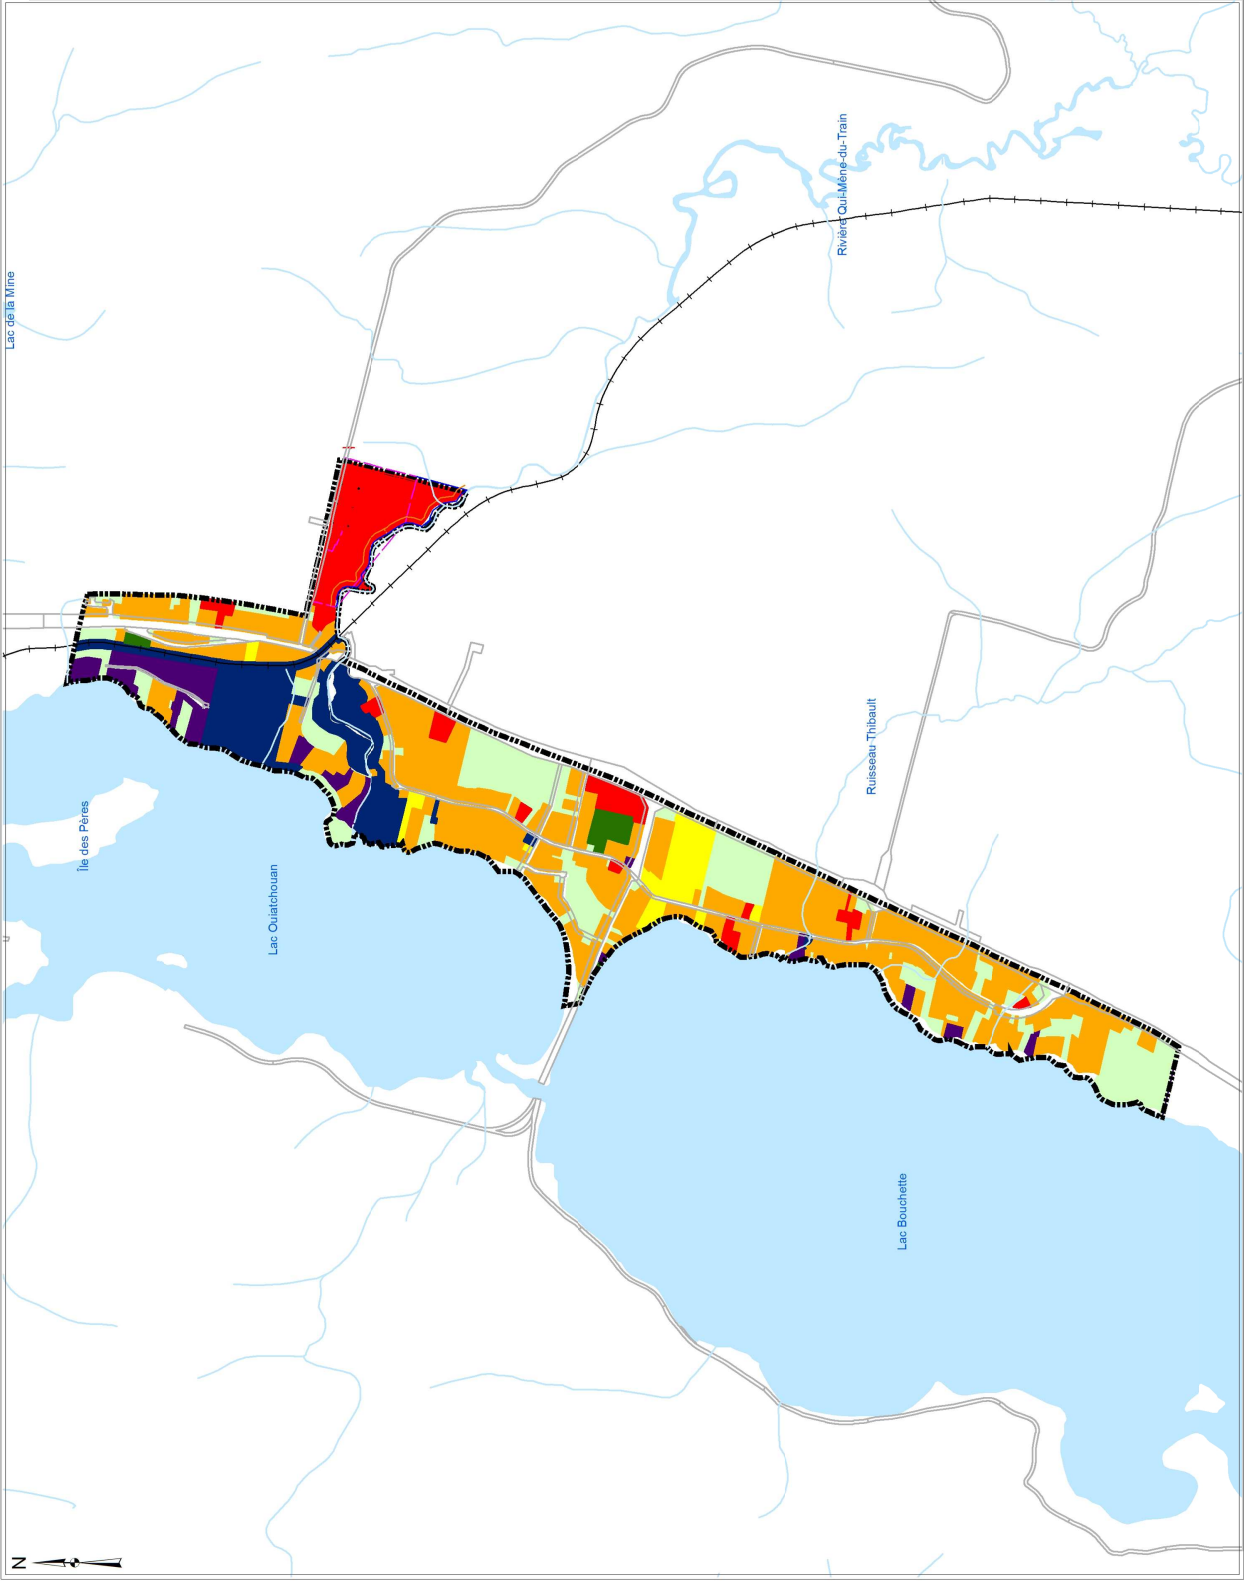 Lac de la Mine
Rivière Qui-Mène-du-Train
Île des Pères
Lac Ouiatchouan
Ruisseau Thibault
Lac Bouchette
N